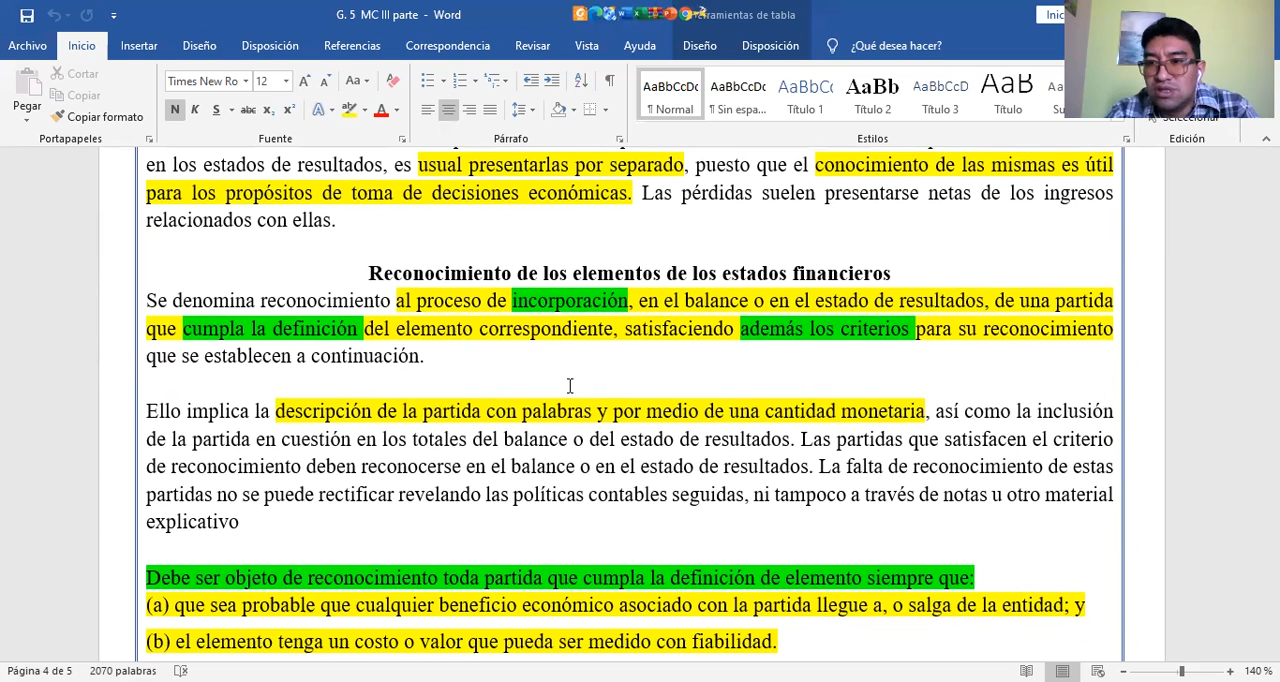 G. 5 MC III parte - Word
Herramientas de tabla
Inic
Archivo Inicio Insertar Diseño Disposición Referencias Correspondencia Revisar Vista Ayuda Diseño Disposición ¿Qué desea hacer?
Pegar
Cortar
Copiar
Copiar formato
Portapapeles
Times New Ro 12
Fuente
Párrafo
AaBbCcDc ¶ Normal
AaBbCcDc ¶ Sin espa...
AaBbCc Título 1
AaBb Título 2
AaBbCcD Título 3
AaB Título
Estilos
Seleccionar
Edición
en los estados de resultados, es usual presentarlas por separado, puesto que el conocimiento de las mismas es útil
para los propósitos de toma de decisiones económicas. Las pérdidas suelen presentarse netas de los ingresos
relacionados con ellas.
Reconocimiento de los elementos de los estados financieros
Se denomina reconocimiento al proceso de incorporación, en el balance o en el estado de resultados, de una partida
que cumpla la definición del elemento correspondiente, satisfaciendo además los criterios para su reconocimiento
que se establecen a continuación.
Ello implica la descripción de la partida con palabras y por medio de una cantidad monetaria, así como la inclusión
de la partida en cuestión en los totales del balance o del estado de resultados. Las partidas que satisfacen el criterio
de reconocimiento deben reconocerse en el balance o en el estado de resultados. La falta de reconocimiento de estas
partidas no se puede rectificar revelando las políticas contables seguidas, ni tampoco a través de notas u otro material
explicativo
Debe ser objeto de reconocimiento toda partida que cumpla la definición de elemento siempre que:
(a) que sea probable que cualquier beneficio económico asociado con la partida llegue a, o salga de la entidad; y
(b) el elemento tenga un costo o valor que pueda ser medido con fiabilidad.
Página 4 de 5 2070 palabras 140 %